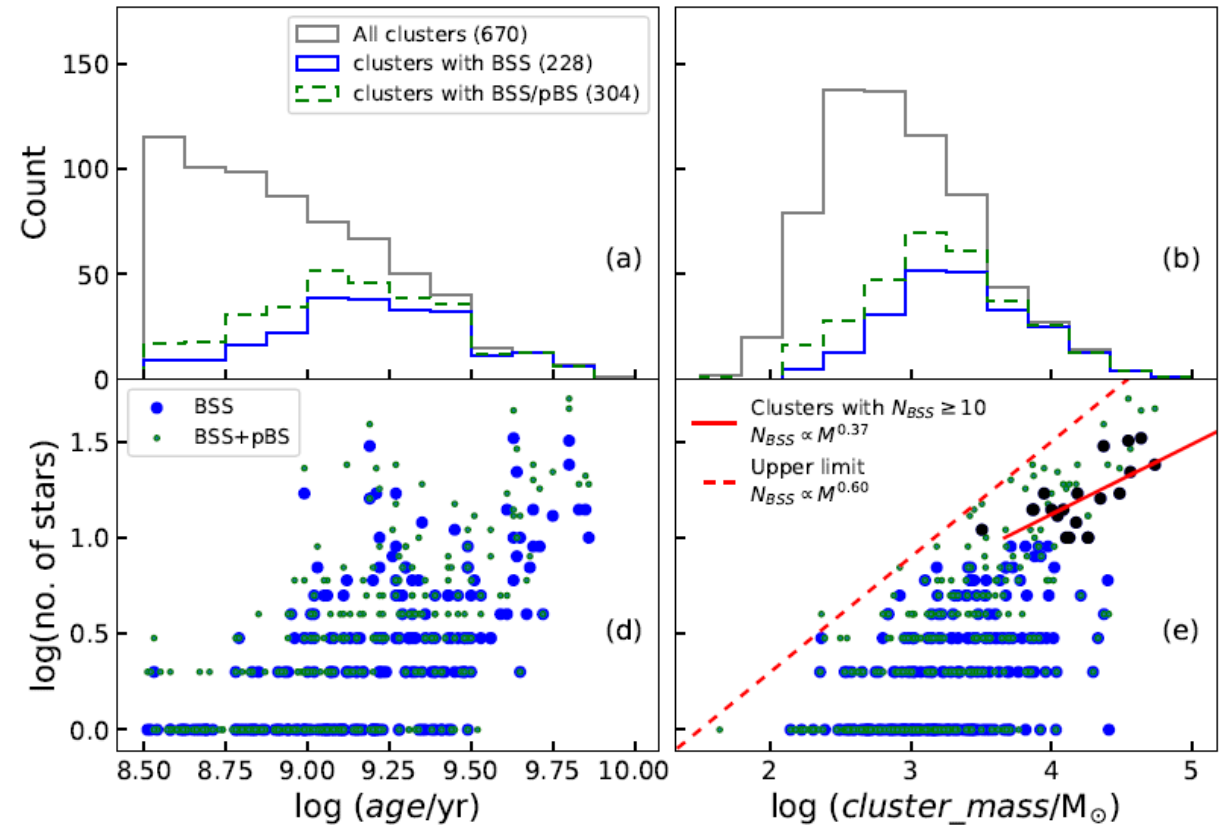 All clusters (670)
clusters with BSS (228)
clusters with BSS/pBS (304)
150
100
50
0
Count
(a)
(b)
BSS
BSS+pBS
Clusters with N_BSS ≥ 10
N_BSS ∝ M^0.37
Upper limit
N_BSS ∝ M^0.60
1.5
1.0
0.5
0.0
log(no. of stars)
(d)
(e)
8.50 8.75 9.00 9.25 9.50 9.75 10.00
2 3 4 5
log (age/yr)
log (cluster_mass/M☉)